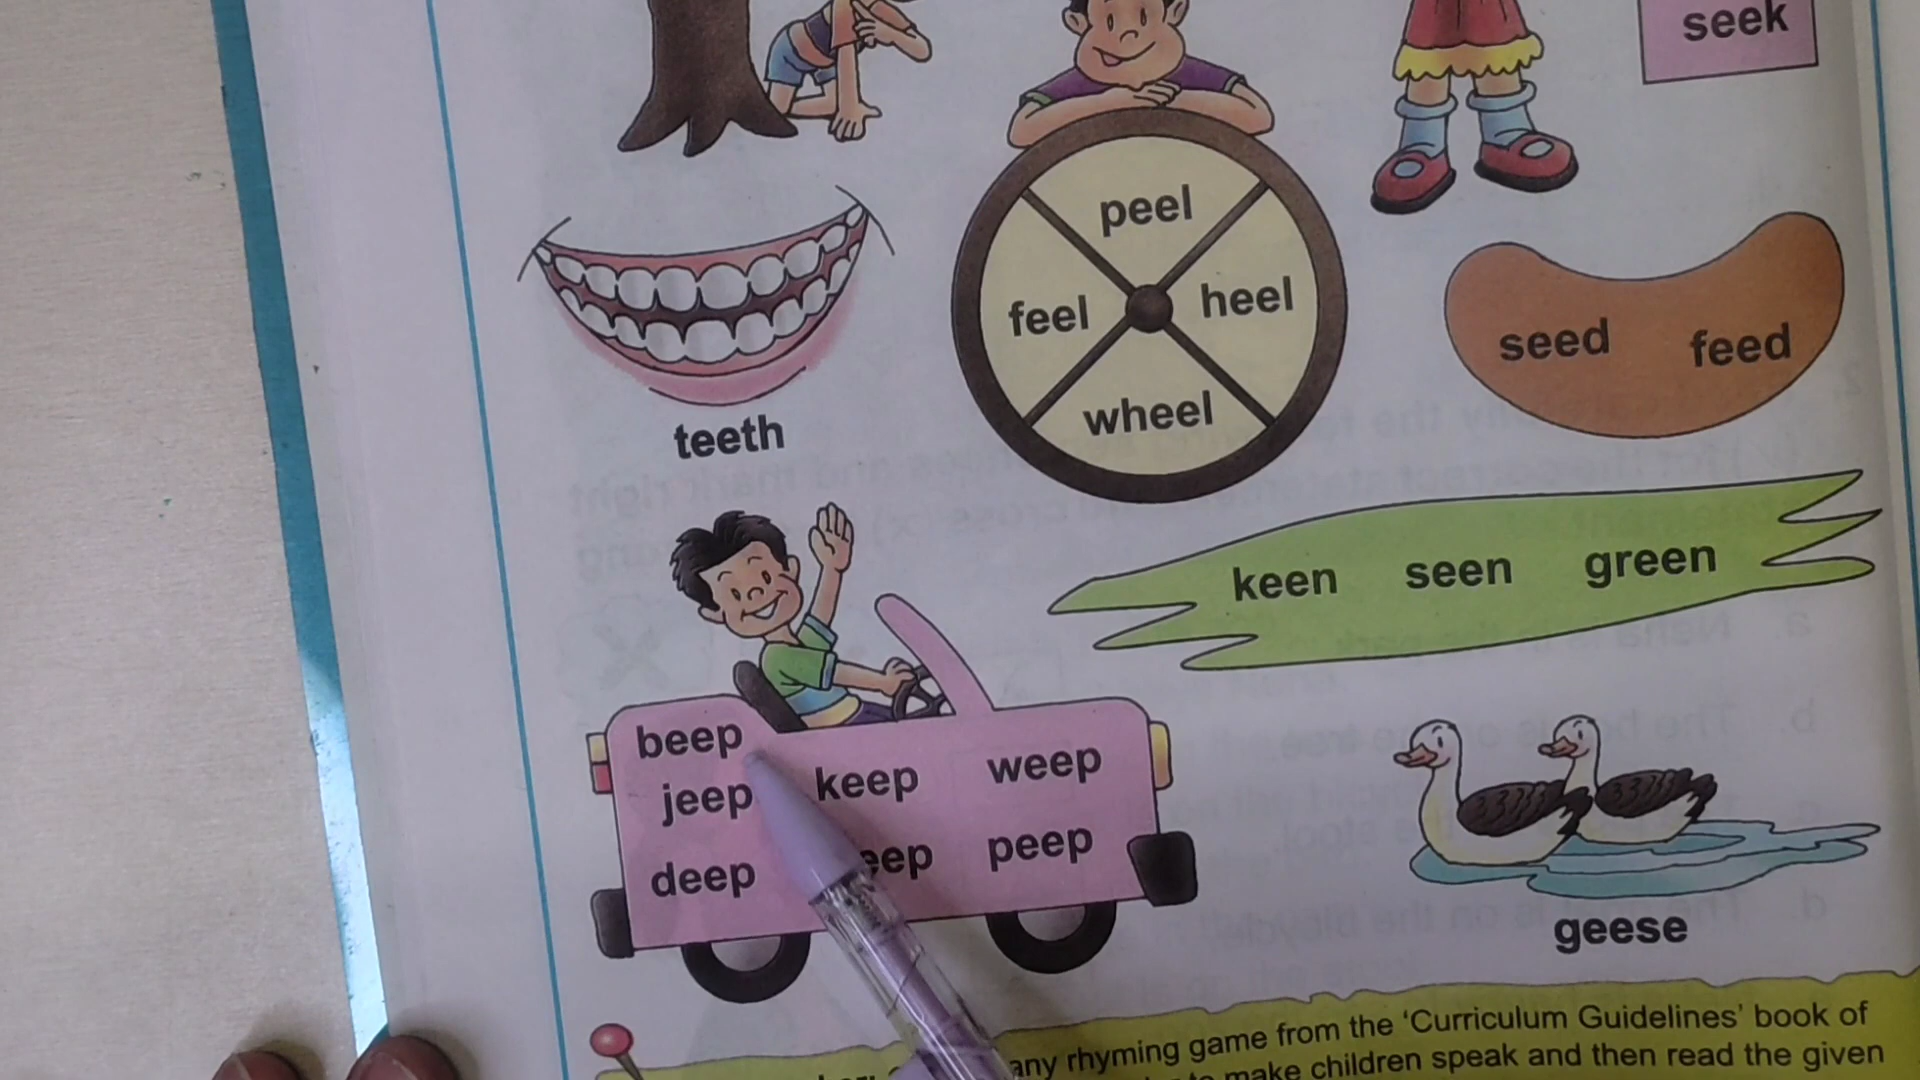 seek
peel
feel heel
wheel
seed feed
teeth
keen seen green
beep
jeep keep weep
deep peep
geese
any rhyming game from the ‘Curriculum Guidelines’ book of
make children speak and then read the given